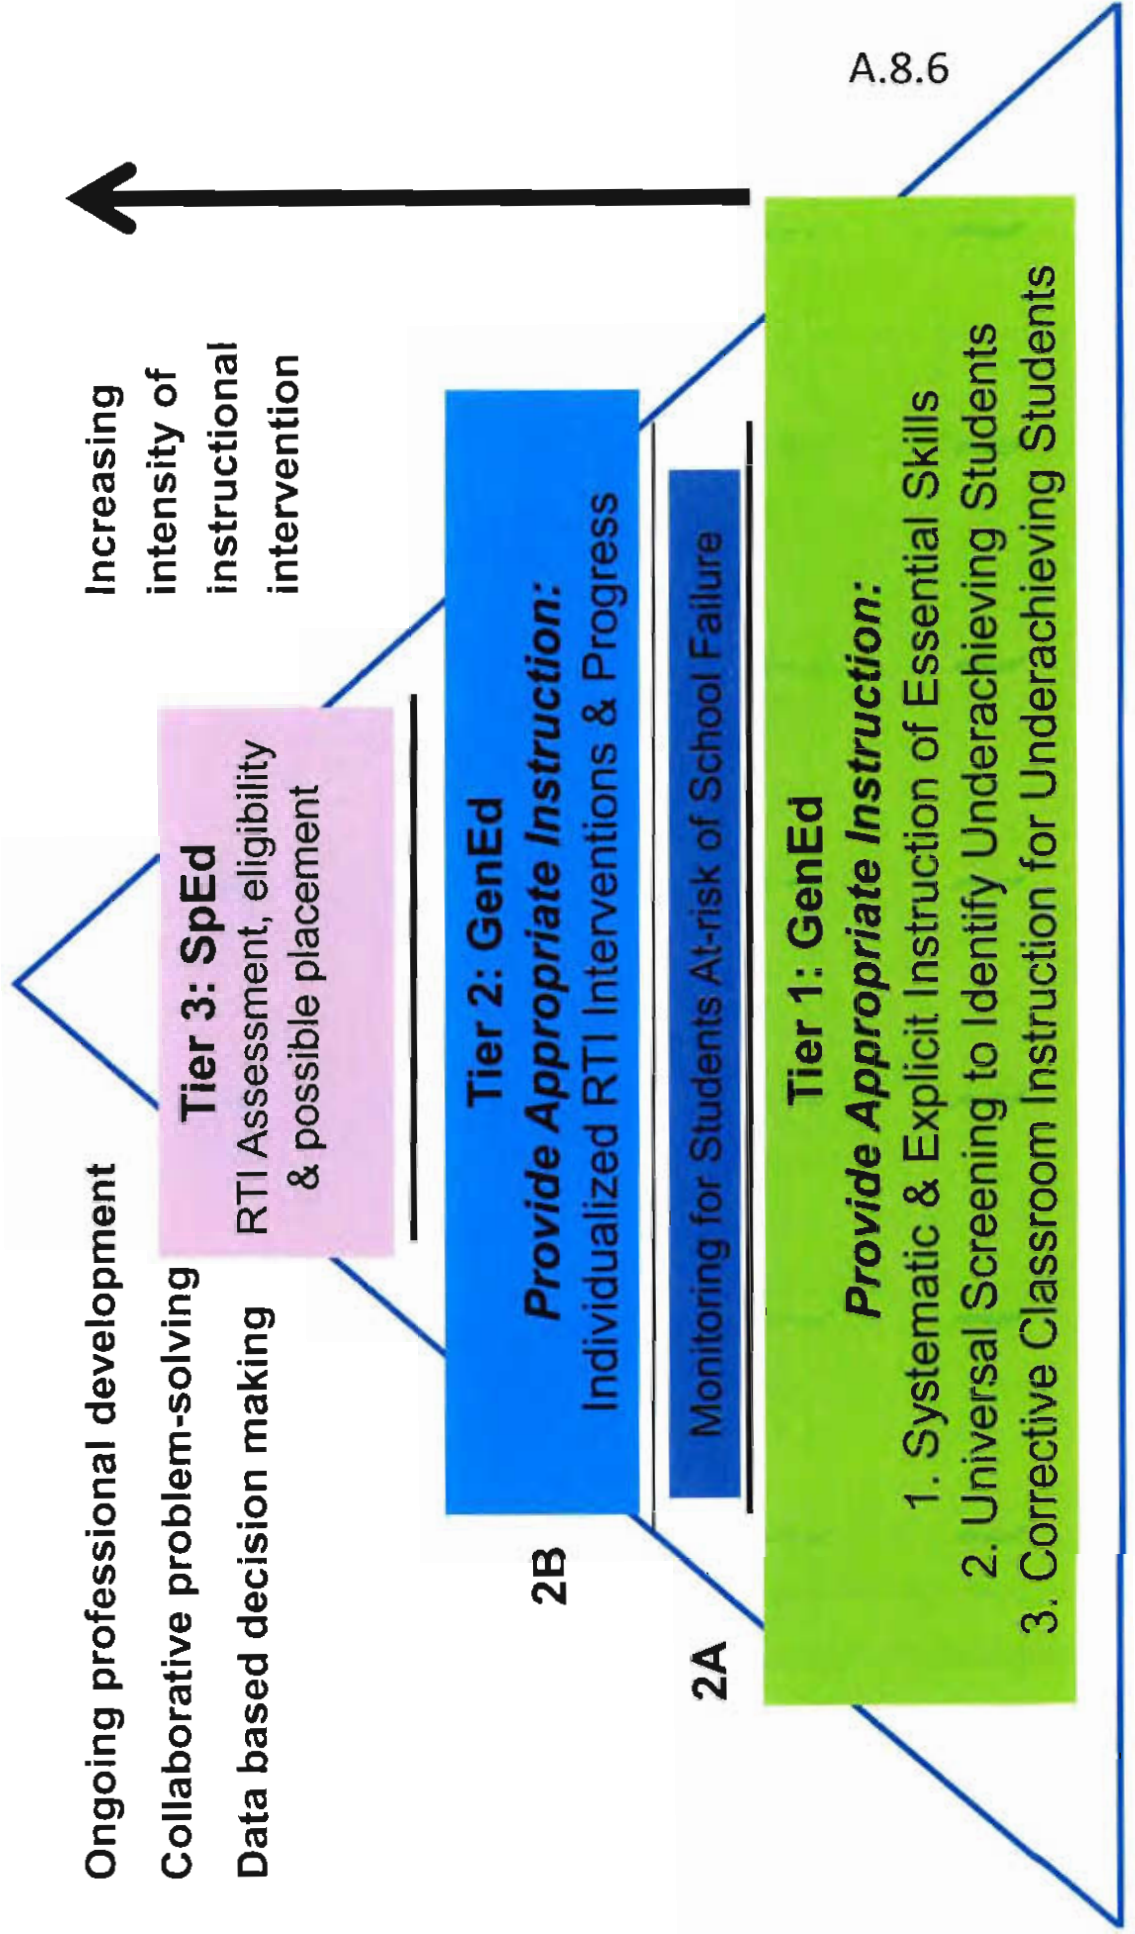 Ongoing professional development
Collaborative problem-solving
Data based decision making
Increasing
intensity of
instructional
intervention
Tier 3: SpEd
RTI Assessment, eligibility
& possible placement
2B
Tier 2: GenEd
Provide Appropriate Instruction:
Individualized RTI Interventions & Progress
2A
Monitoring for Students At-risk of School Failure
Tier 1: GenEd
Provide Appropriate Instruction:
1. Systematic & Explicit Instruction of Essential Skills
2. Universal Screening to Identify Underachieving Students
3. Corrective Classroom Instruction for Underachieving Students
A.8.6